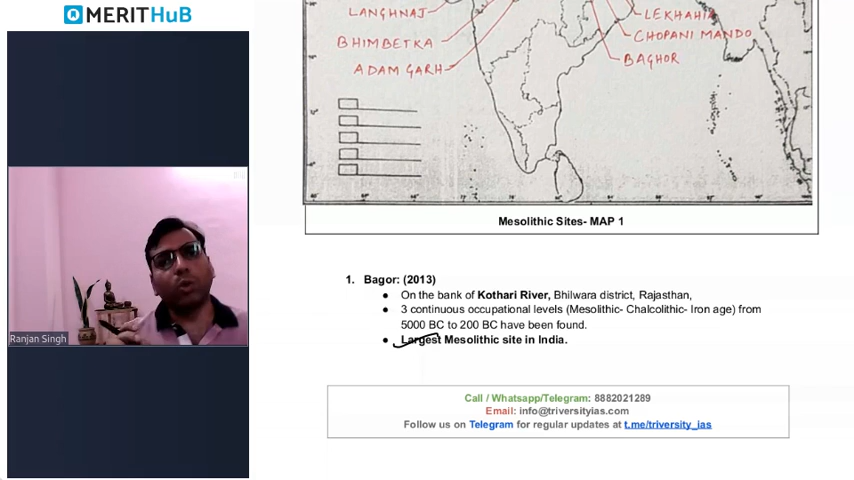 MERITHUB
LANGHNAJ
LEKHAHIA
BHIMBETKA
CHOPANI MANDO
ADAM GARH
BAGHOR
Mesolithic Sites- MAP 1
Ranjan Singh
1. Bagor: (2013)
● On the bank of Kothari River, Bhilwara district, Rajasthan,
● 3 continuous occupational levels (Mesolithic- Chalcolithic- Iron age) from
5000 BC to 200 BC have been found.
● Largest Mesolithic site in India.
Call / Whatsapp/Telegram: 8882021289
Email: info@triversityias.com
Follow us on Telegram for regular updates at t.me/triversity_ias